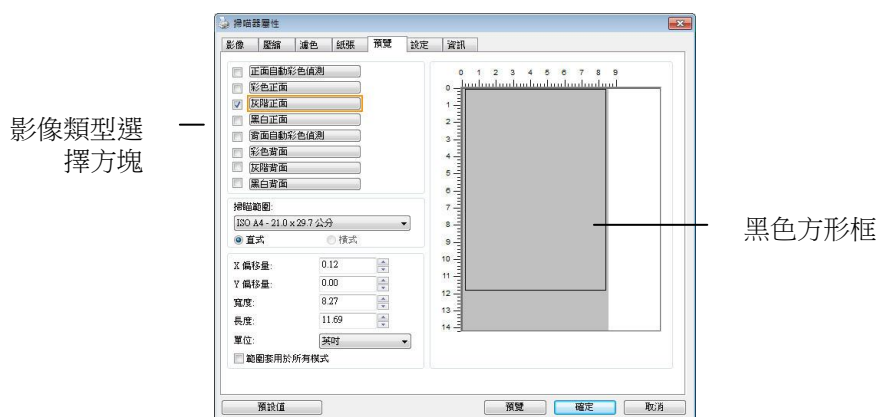 掃瞄器屬性
影像 壓縮 濾色 紙張 預覽 設定 資訊
正面自動彩色偵測
彩色正面
灰階正面
黑白正面
背面自動彩色偵測
彩色背面
灰階背面
黑白背面
影像類型選
擇方塊
掃瞄範圍:
ISO A4 - 21.0 x 29.7 公分
直式 橫式
X 偏移量: 0.12
Y 偏移量: 0.00
寬度: 8.27
長度: 11.69
單位: 英吋
範圍套用於所有模式
0 1 2 3 4 5 6 7 8 9
0
1
2
3
4
5
6
7
8
9
10
11
12
13
14
黑色方形框
預設值 預覽 確定 取消